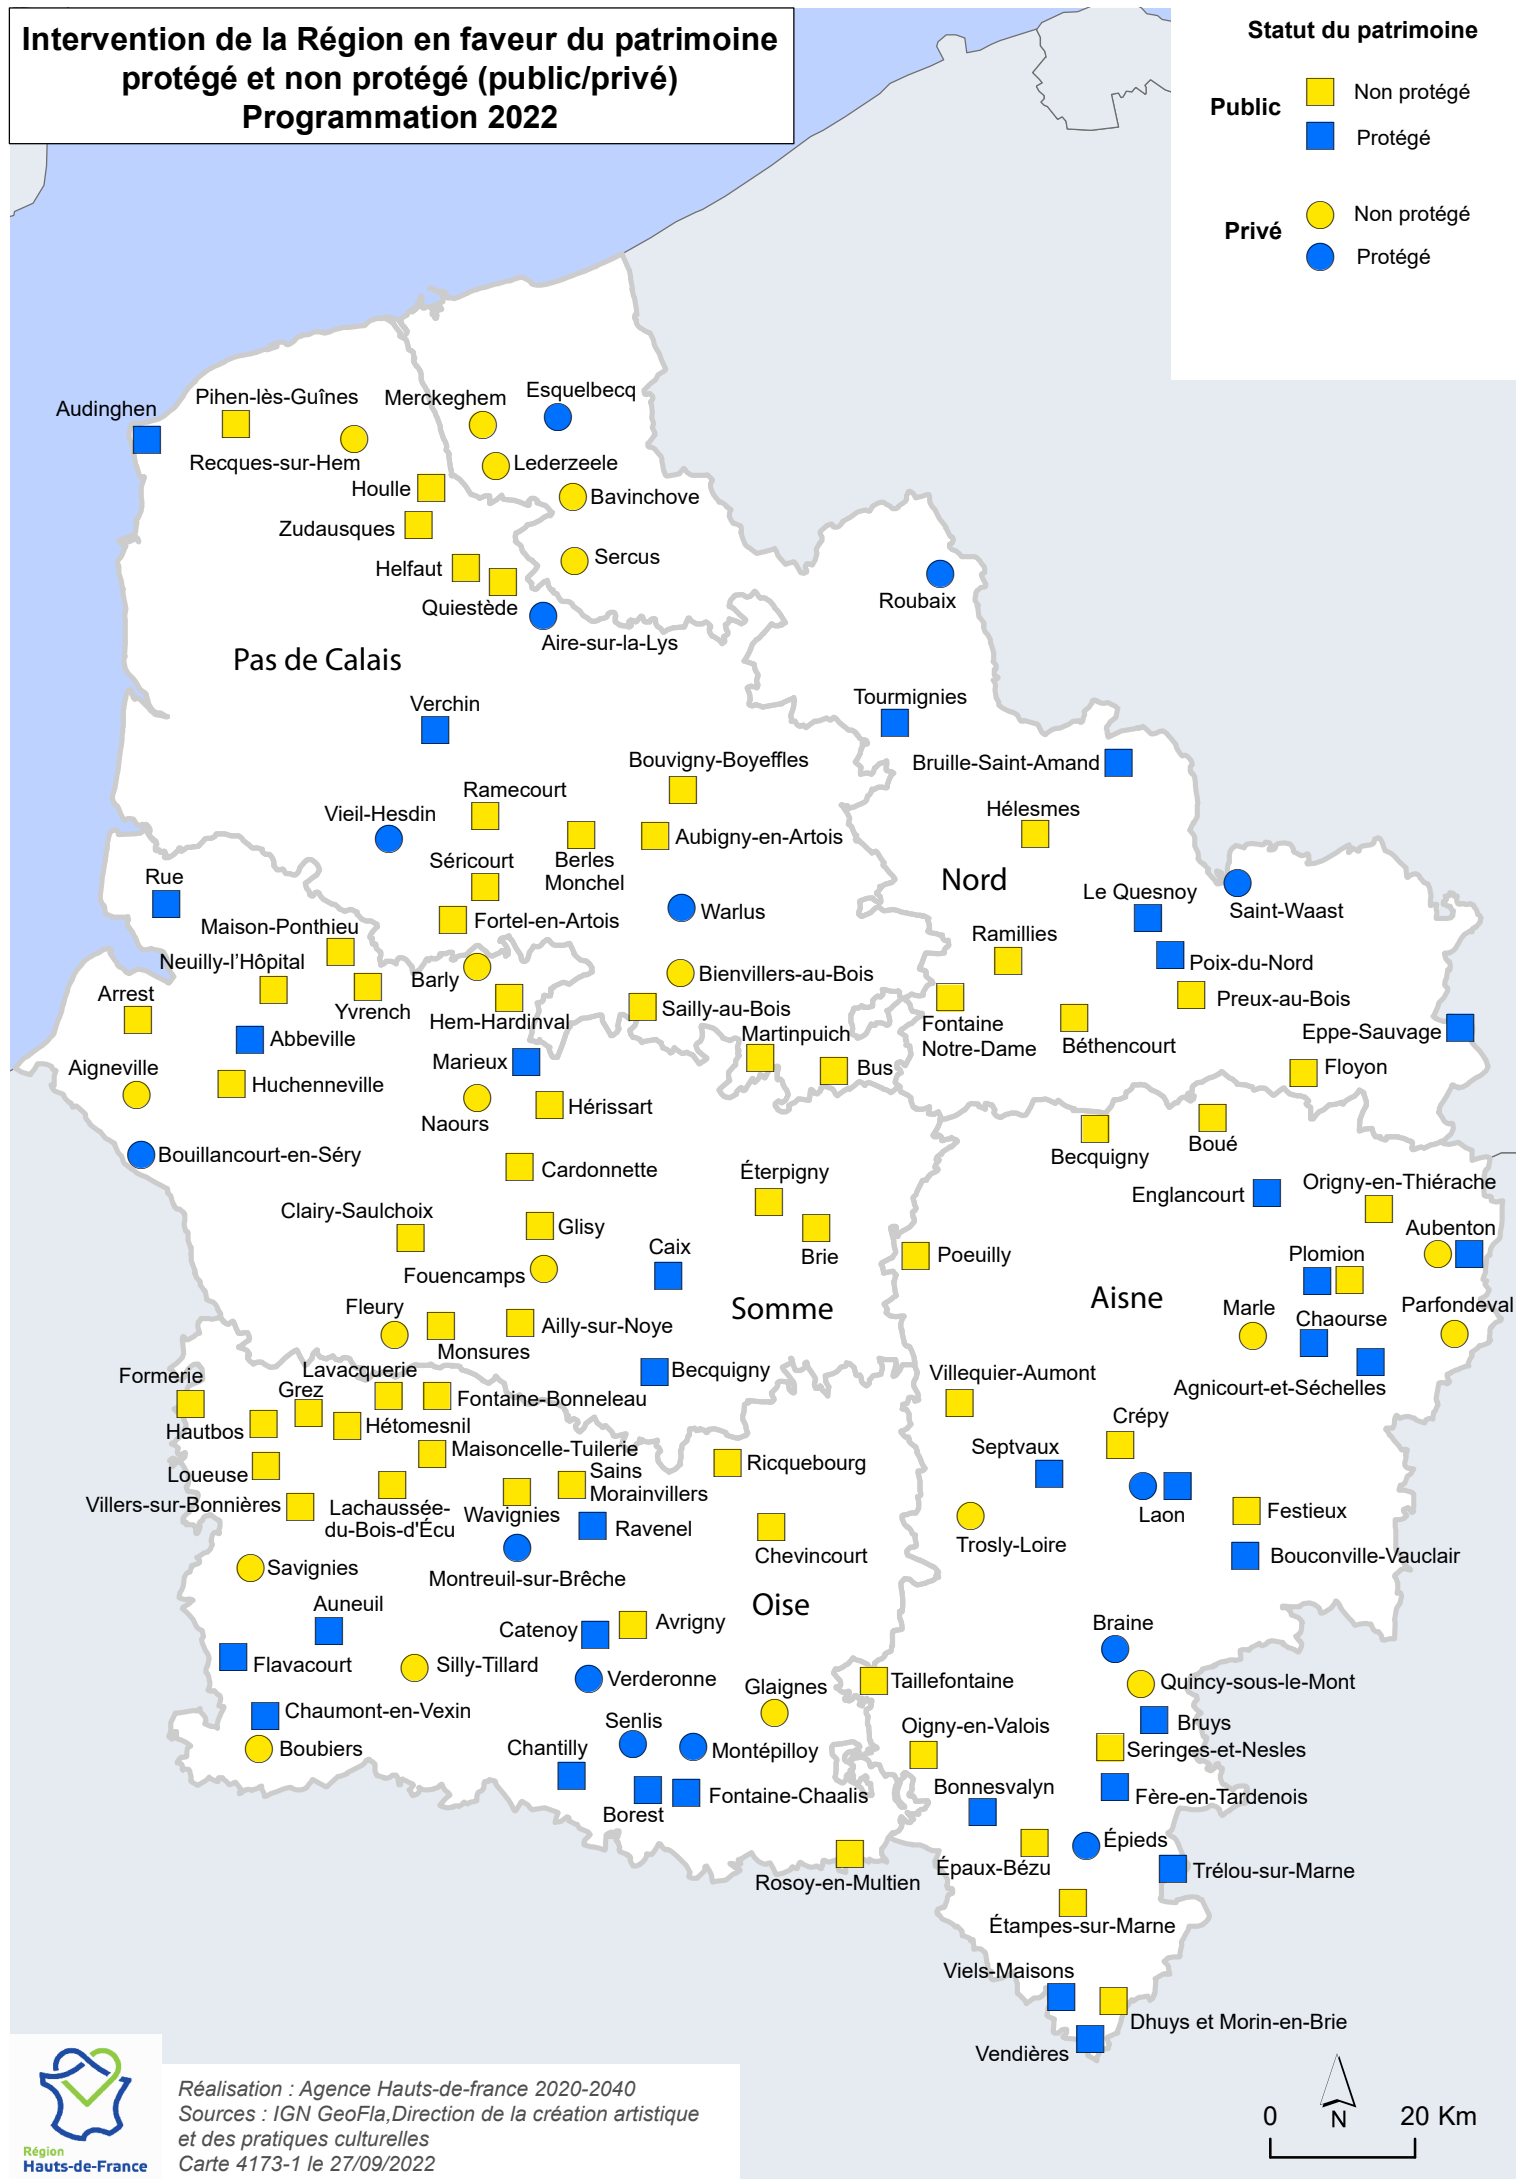 Intervention de la Région en faveur du patrimoine
protégé et non protégé (public/privé)
Programmation 2022
Statut du patrimoine
Public
Non protégé
Protégé
Privé
Non protégé
Protégé
Audinghen
Pihen-lès-Guînes
Merckeghem
Esquelbecq
Recques-sur-Hem
Lederzeele
Houlle
Bavinchove
Zudausques
Sercus
Helfaut
Quiestède
Roubaix
Aire-sur-la-Lys
Pas de Calais
Verchin
Tourmignies
Bouvigny-Boyeffles
Bruille-Saint-Amand
Ramecourt
Vieil-Hesdin
Hélesmes
Aubigny-en-Artois
Séricourt
Berles
Monchel
Rue
Nord
Le Quesnoy
Saint-Waast
Warlus
Fortel-en-Artois
Maison-Ponthieu
Ramillies
Neuilly-l'Hôpital
Poix-du-Nord
Barly
Bienvillers-au-Bois
Arrest
Yvrench
Preux-au-Bois
Sailly-au-Bois
Hem-Hardinval
Fontaine
Notre-Dame
Martinpuich
Béthencourt
Eppe-Sauvage
Abbeville
Marieux
Aigneville
Bus
Floyon
Huchenneville
Hérissart
Naours
Becquigny
Boué
Bouillancourt-en-Séry
Cardonnette
Éterpigny
Englancourt
Origny-en-Thiérache
Clairy-Saulchoix
Glisy
Aubenton
Caix
Brie
Poeuilly
Plomion
Fouencamps
Aisne
Fleury
Somme
Marle
Chaourse
Parfondeval
Ailly-sur-Noye
Monsures
Formerie
Lavacquerie
Becquigny
Villequier-Aumont
Grez
Fontaine-Bonneleau
Agnicourt-et-Séchelles
Hautbos
Hétomesnil
Crépy
Maisoncelle-Tuilerie
Septvaux
Loueuse
Sains
Morainvillers
Ricquebourg
Villers-sur-Bonnières
Lachaussée-
du-Bois-d'Écu
Wavignies
Laon
Festieux
Ravenel
Trosly-Loire
Chevincourt
Bouconville-Vauclair
Savignies
Montreuil-sur-Brêche
Auneuil
Oise
Catenoy
Avrigny
Braine
Flavacourt
Silly-Tillard
Verderonne
Glaignes
Taillefontaine
Quincy-sous-le-Mont
Chaumont-en-Vexin
Senlis
Oigny-en-Valois
Bruys
Boubiers
Chantilly
Montépilloy
Seringes-et-Nesles
Bonnesvalyn
Fontaine-Chaalis
Fère-en-Tardenois
Borest
Épieds
Épaux-Bézu
Trélou-sur-Marne
Rosoy-en-Multien
Étampes-sur-Marne
Viels-Maisons
Dhuys et Morin-en-Brie
Vendières
Région
Hauts-de-France
Réalisation : Agence Hauts-de-france 2020-2040
Sources : IGN GeoFla,Direction de la création artistique
et des pratiques culturelles
Carte 4173-1 le 27/09/2022
0 N 20 Km